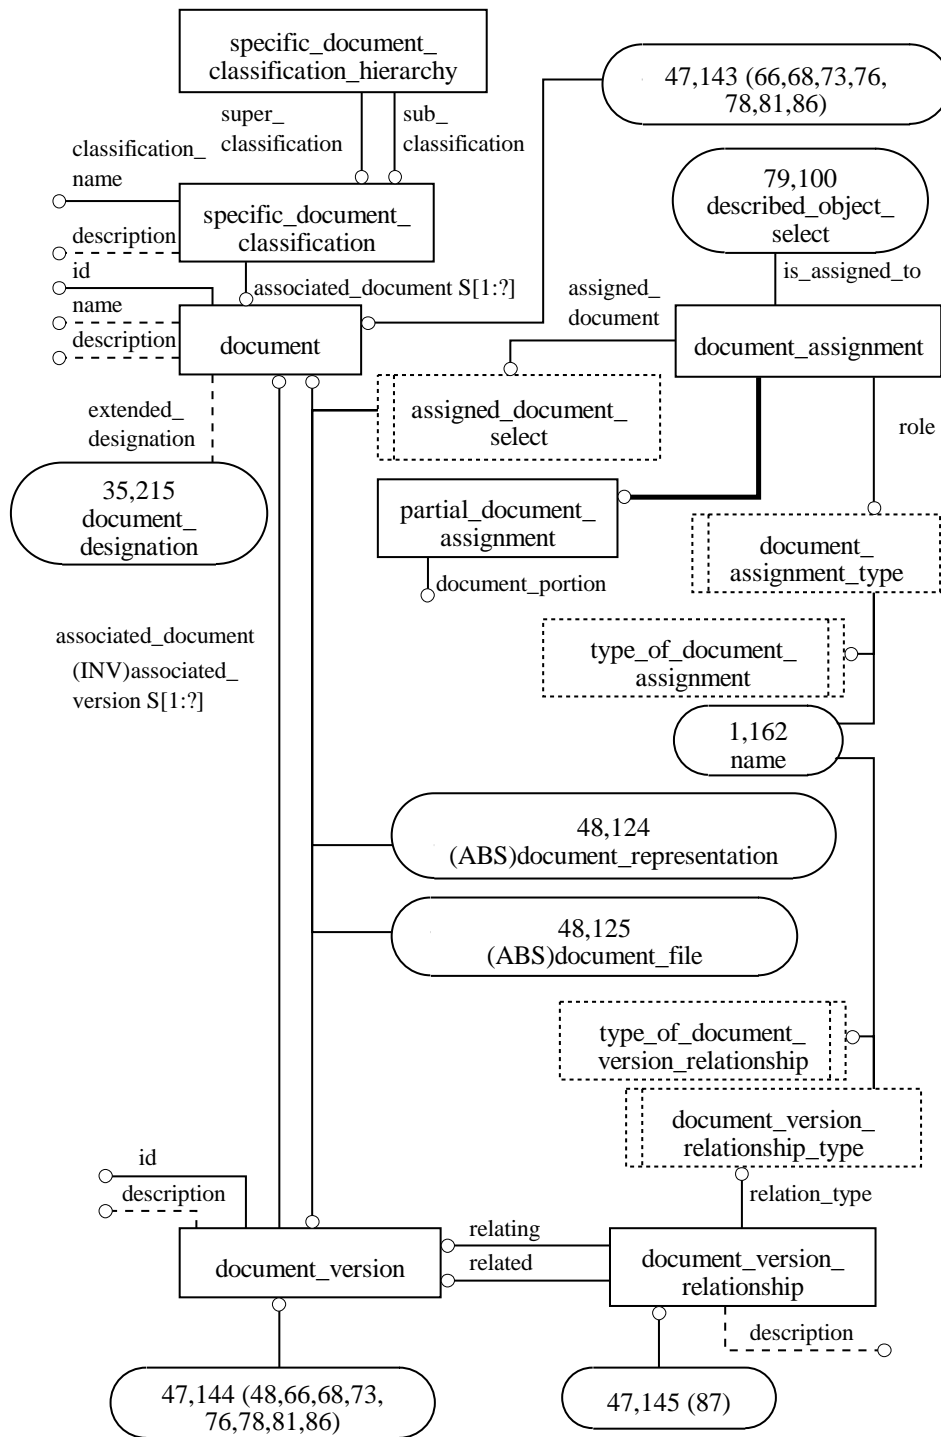 specific_document_
classification_hierarchy
47,143 (66,68,73,76,
78,81,86)
super_
classification
sub_
classification
classification_
name
79,100
described_object_
select
specific_document_
classification
description
id
associated_document S[1:?]
is_assigned_to
assigned_
document
name
description
document
document_assignment
extended_
designation
assigned_document_
select
role
35,215
document_
designation
partial_document_
assignment
document_
assignment_type
document_portion
associated_document
(INV)associated_
version S[1:?]
type_of_document_
assignment
1,162
name
48,124
(ABS)document_representation
48,125
(ABS)document_file
type_of_document_
version_relationship
document_version_
relationship_type
id
description
relation_type
relating
related
document_version
document_version_
relationship
description
47,144 (48,66,68,73,
76,78,81,86)
47,145 (87)